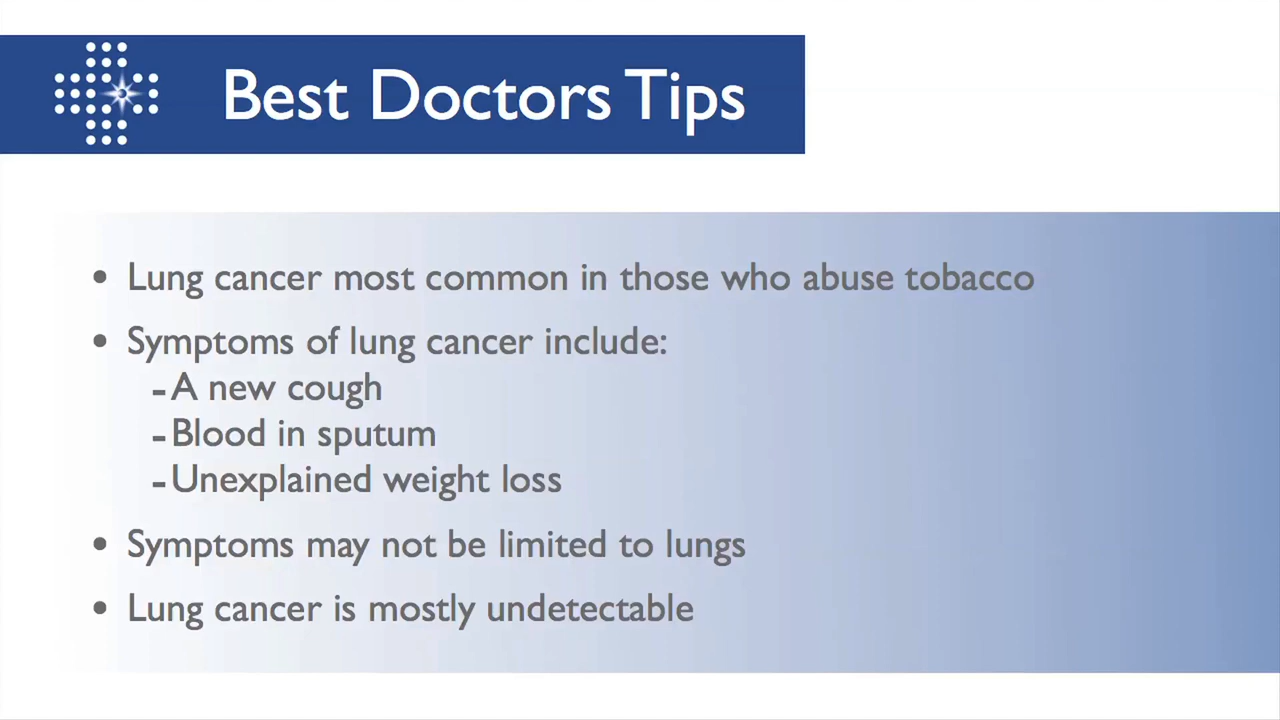 Best Doctors Tips
• Lung cancer most common in those who abuse tobacco
• Symptoms of lung cancer include:
-A new cough
-Blood in sputum
-Unexplained weight loss
• Symptoms may not be limited to lungs
• Lung cancer is mostly undetectable